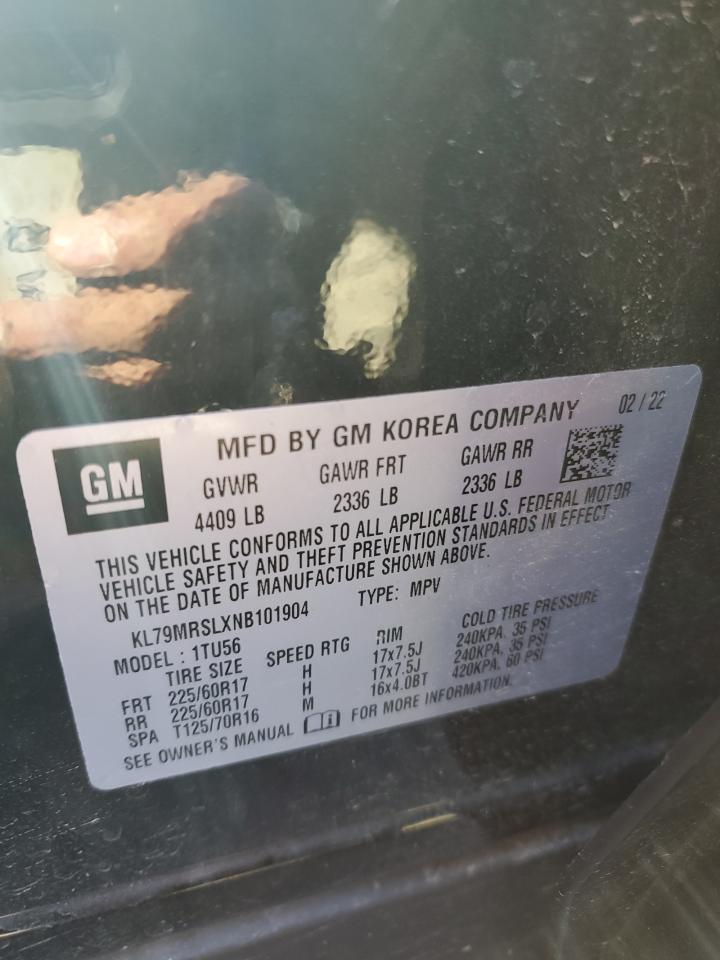 GM
MFD BY GM KOREA COMPANY 02 / 22
GVWR GAWR FRT GAWR RR
4409 LB 2336 LB 2336 LB
THIS VEHICLE CONFORMS TO ALL APPLICABLE U.S. FEDERAL MOTOR
VEHICLE SAFETY AND THEFT PREVENTION STANDARDS IN EFFECT
ON THE DATE OF MANUFACTURE SHOWN ABOVE.
KL79MRSLXNB101904 TYPE: MPV
MODEL : 1TU56
TIRE SIZE SPEED RTG RIM COLD TIRE PRESSURE
FRT 225/60R17 H 17x7.5J 240KPA, 35 PSI
RR 225/60R17 H 17x7.5J 240KPA, 35 PSI
SPA T125/70R16 M 16x4.0BT 420KPA, 60 PSI
SEE OWNER'S MANUAL FOR MORE INFORMATION.